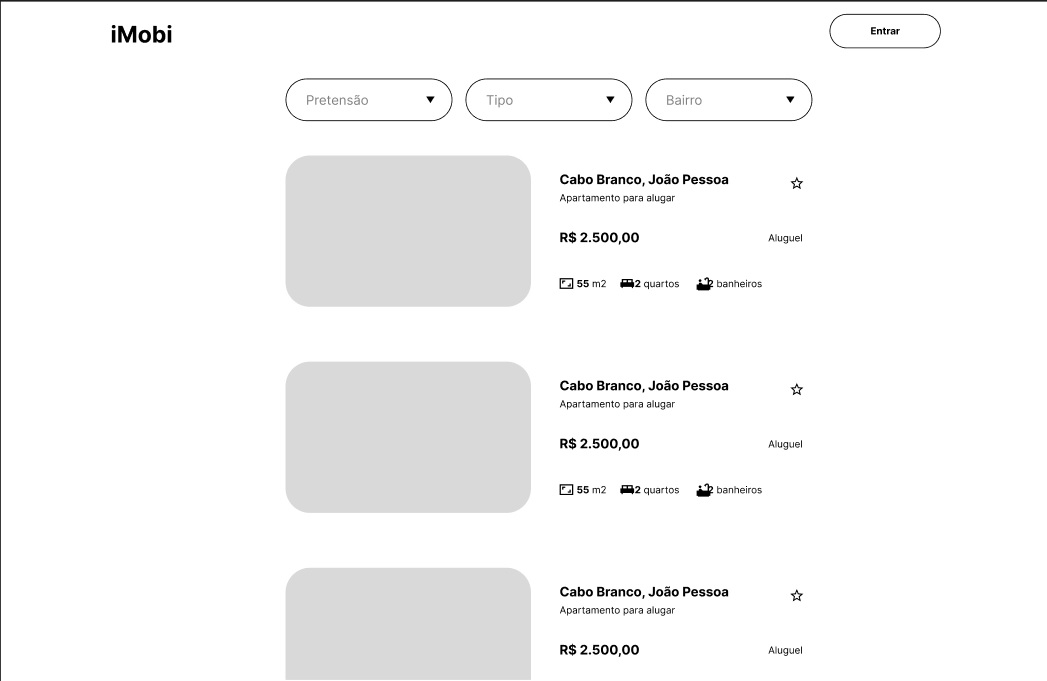 iMobi
Entrar
Pretensão
Tipo
Bairro
Cabo Branco, João Pessoa
Apartamento para alugar
R$ 2.500,00
Aluguel
55 m2 2 quartos 2 banheiros
Cabo Branco, João Pessoa
Apartamento para alugar
R$ 2.500,00
Aluguel
55 m2 2 quartos 2 banheiros
Cabo Branco, João Pessoa
Apartamento para alugar
R$ 2.500,00
Aluguel